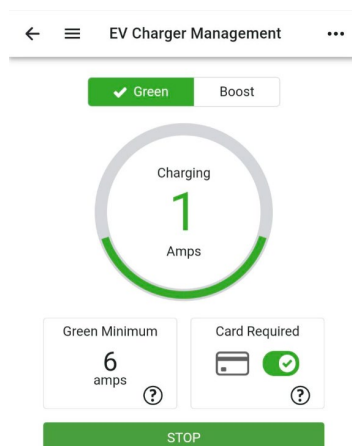 EV Charger Management
Green Boost
Charging
1
Amps
Green Minimum Card Required
6
amps
? ?
STOP